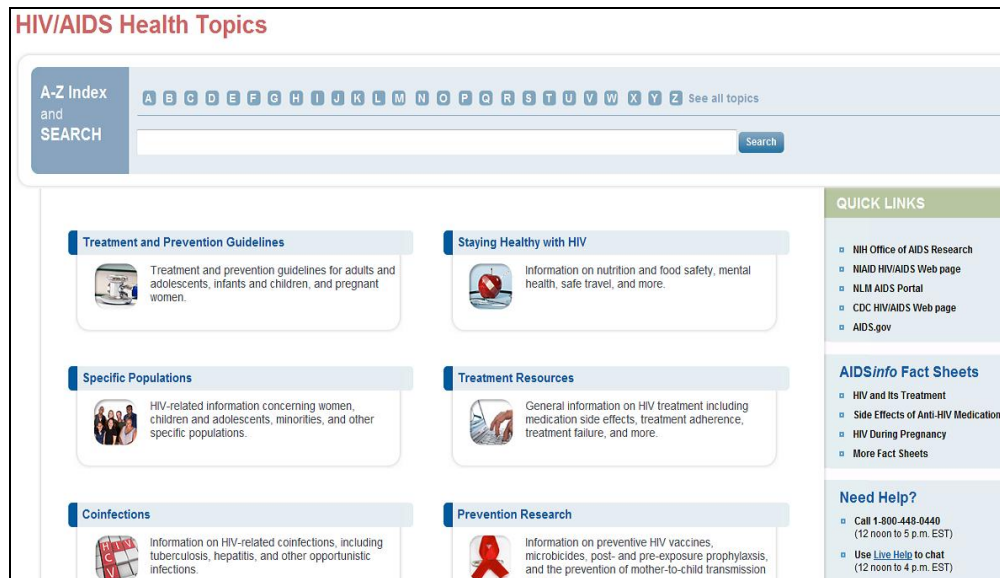 HIV/AIDS Health Topics
A-Z Index
and
SEARCH
A B C D E F G H I J K L M N O P Q R S T U V W X Y Z See all topics
Search
Treatment and Prevention Guidelines
Treatment and prevention guidelines for adults and
adolescents, infants and children, and pregnant
women.
Staying Healthy with HIV
Information on nutrition and food safety, mental
health, safe travel, and more.
Specific Populations
HIV-related information concerning women,
children and adolescents, minorities, and other
specific populations.
Treatment Resources
General information on HIV treatment including
medication side effects, treatment adherence,
treatment failure, and more.
Coinfections
HIV
C
V
Information on HIV-related coinfections, including
tuberculosis, hepatitis, and other opportunistic
infections.
Prevention Research
Information on preventive HIV vaccines,
microbicides, post- and pre-exposure prophylaxis,
and the prevention of mother-to-child transmission
QUICK LINKS
NIH Office of AIDS Research
NIAID HIV/AIDS Web page
NLM AIDS Portal
CDC HIV/AIDS Web page
AIDS.gov
AIDSinfo Fact Sheets
HIV and Its Treatment
Side Effects of Anti-HIV Medication
HIV During Pregnancy
More Fact Sheets
Need Help?
Call 1-800-448-0440
(12 noon to 5 p.m. EST)
Use Live Help to chat
(12 noon to 4 p.m. EST)